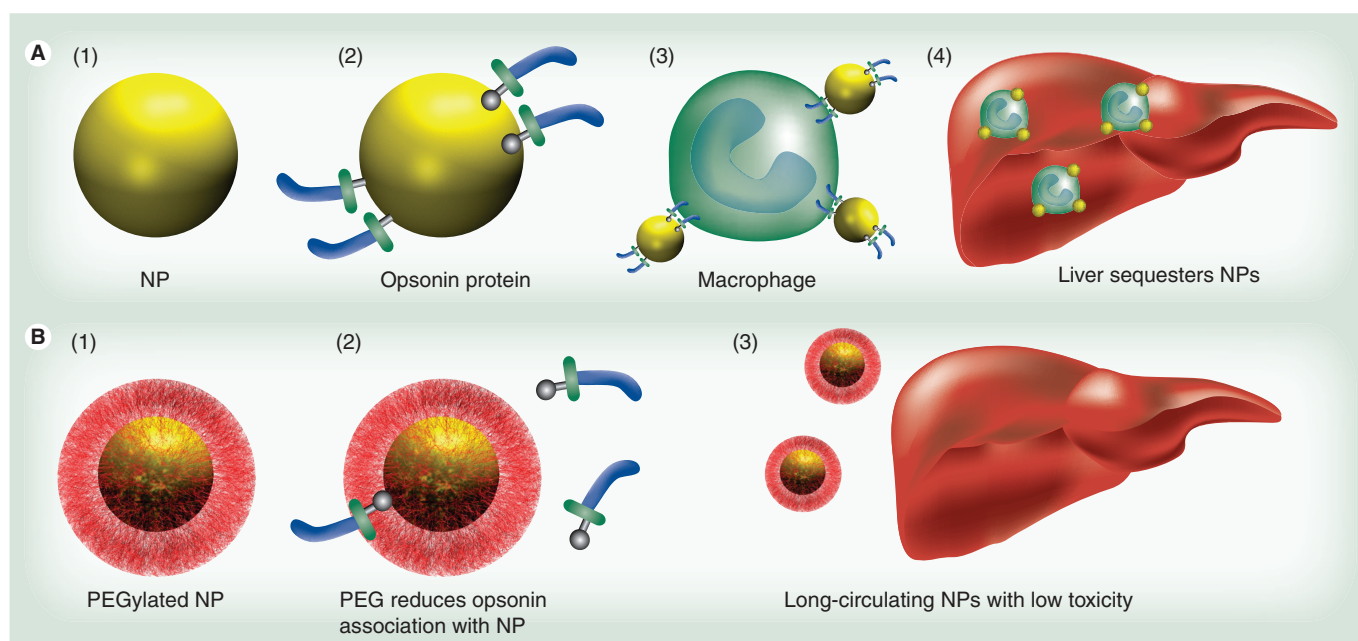 A
(1)
(2)
(3)
(4)
NP
Opsonin protein
Macrophage
Liver sequesters NPs
B
(1)
(2)
(3)
PEGylated NP
PEG reduces opsonin
association with NP
Long-circulating NPs with low toxicity